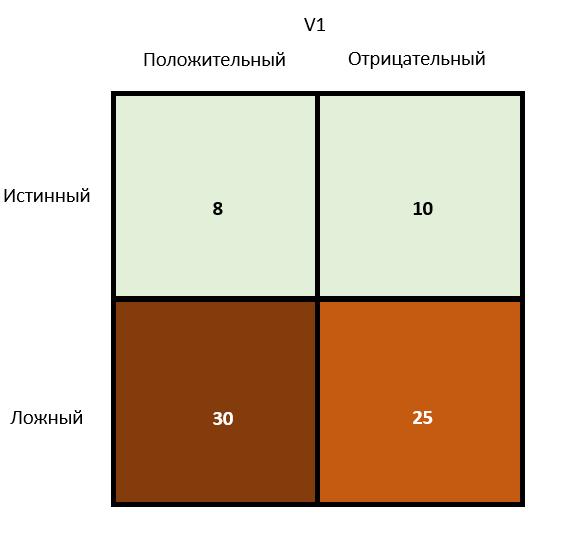 V1
Положительный Отрицательный
Истинный 8 10
Ложный 30 25